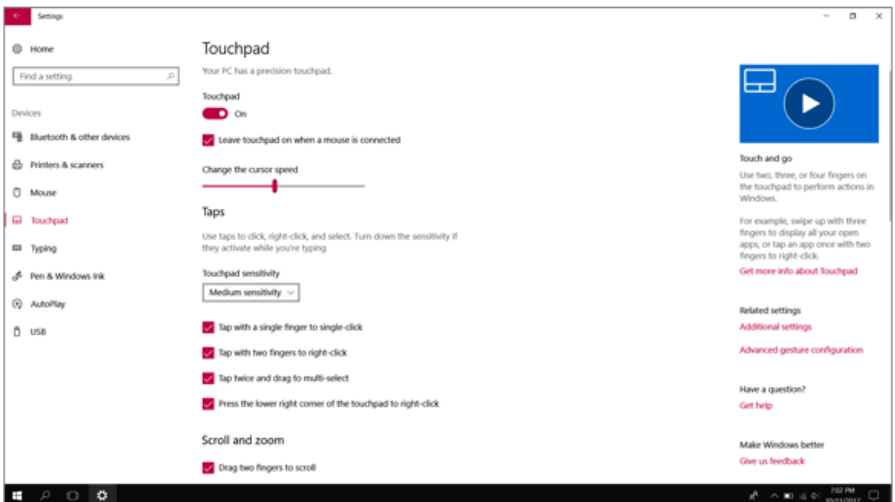 Settings
Home
Find a setting
Devices
Bluetooth & other devices
Printers & scanners
Mouse
Touchpad
Typing
Pen & Windows Ink
AutoPlay
USB
Touchpad
Your PC has a precision touchpad.
Touchpad
On
Leave touchpad on when a mouse is connected
Change the cursor speed
Taps
Use taps to click, right-click, and select. Turn down the sensitivity if
they activate while you're typing
Touchpad sensitivity
Medium sensitivity
Tap with a single finger to single-click
Tap with two fingers to right-click
Tap twice and drag to multi-select
Press the lower right corner of the touchpad to right-click
Scroll and zoom
Drag two fingers to scroll
Touch and go
Use two, three, or four fingers on
the touchpad to perform actions in
Windows.
For example, swipe up with three
fingers to display all your open
apps, or tap an app once with two
fingers to right-click.
Get more info about Touchpad
Related settings
Additional settings
Advanced gesture configuration
Have a question?
Get help
Make Windows better
Give us feedback
7:02 PM